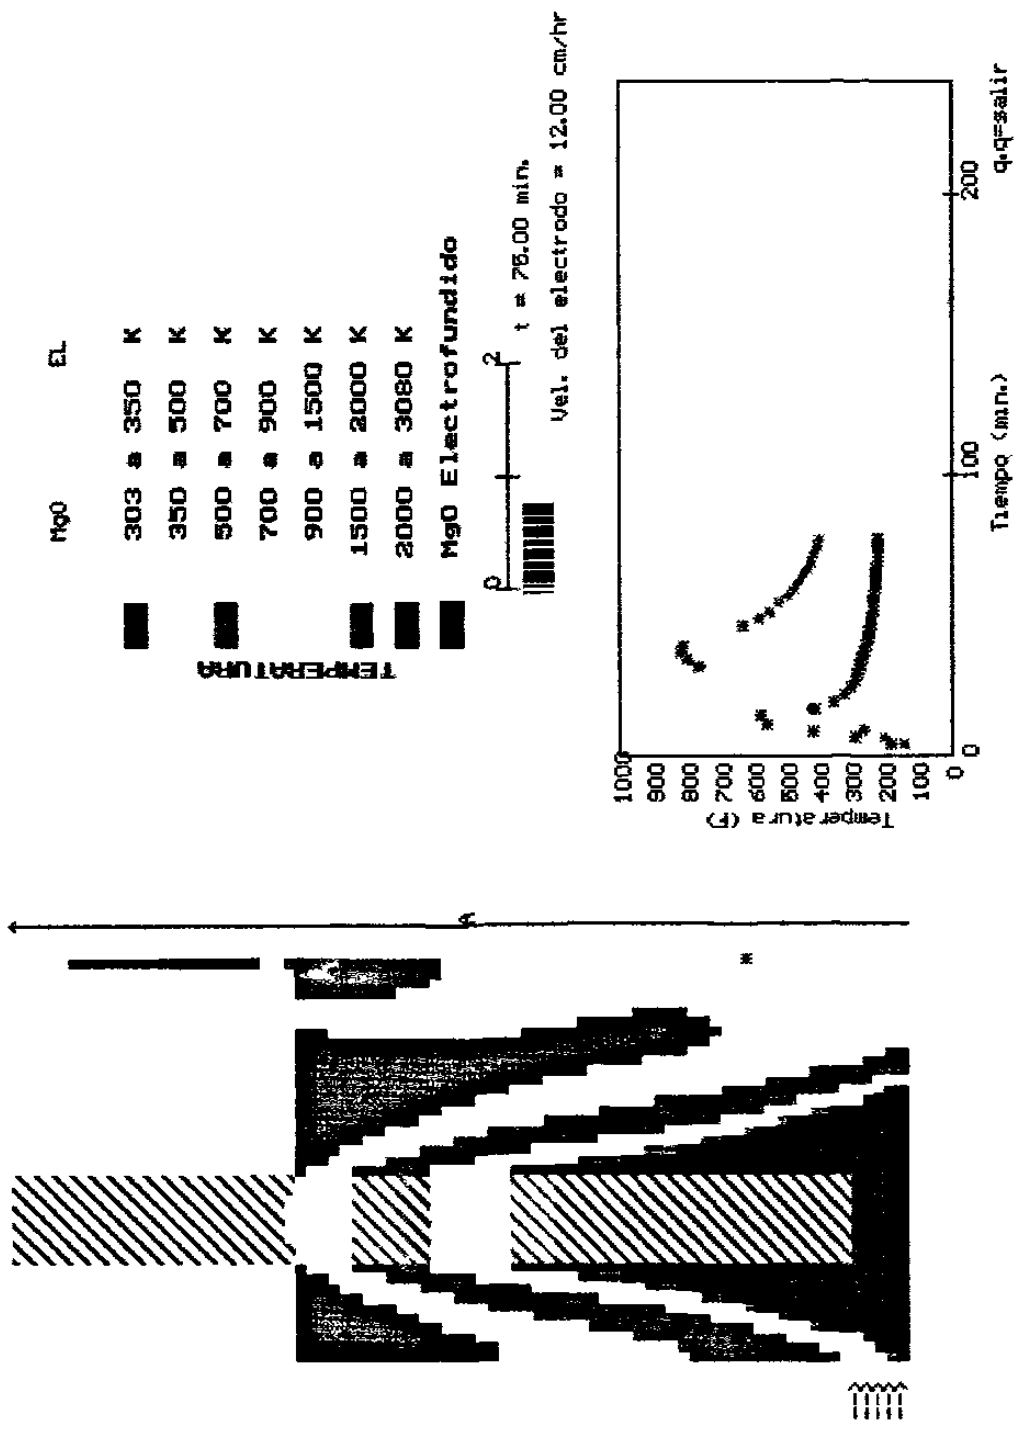 MgO EL
303 a 350 K
350 a 500 K
500 a 700 K
700 a 900 K
900 a 1500 K
1500 a 2000 K
2000 a 3080 K
MgO Electrofundido
TEMPERATURA
0 2
t = 75.00 min.
Vel. del electrodo = 12.00 cm/hr
1000
900
800
700
600
500
400
300
200
100
0
Temperatura (F)
0 100 200
Tiempo (min.)
q.q=salir